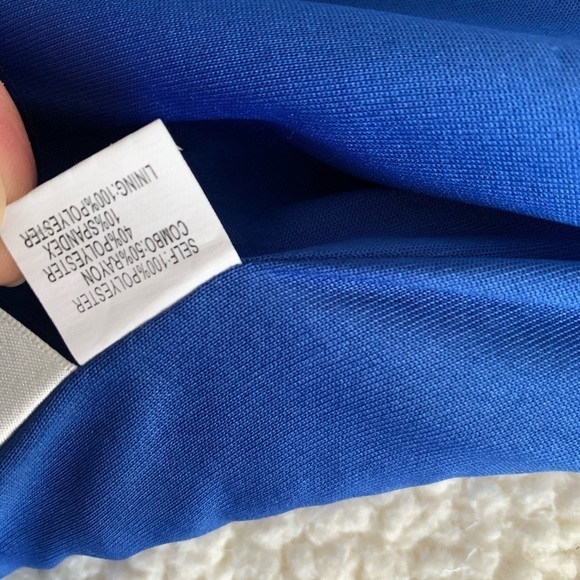 SELF:100%POLYESTER
COMBO:50%RAYON
40%POLYESTER
10%SPANDEX
LINING:100%POLYESTER